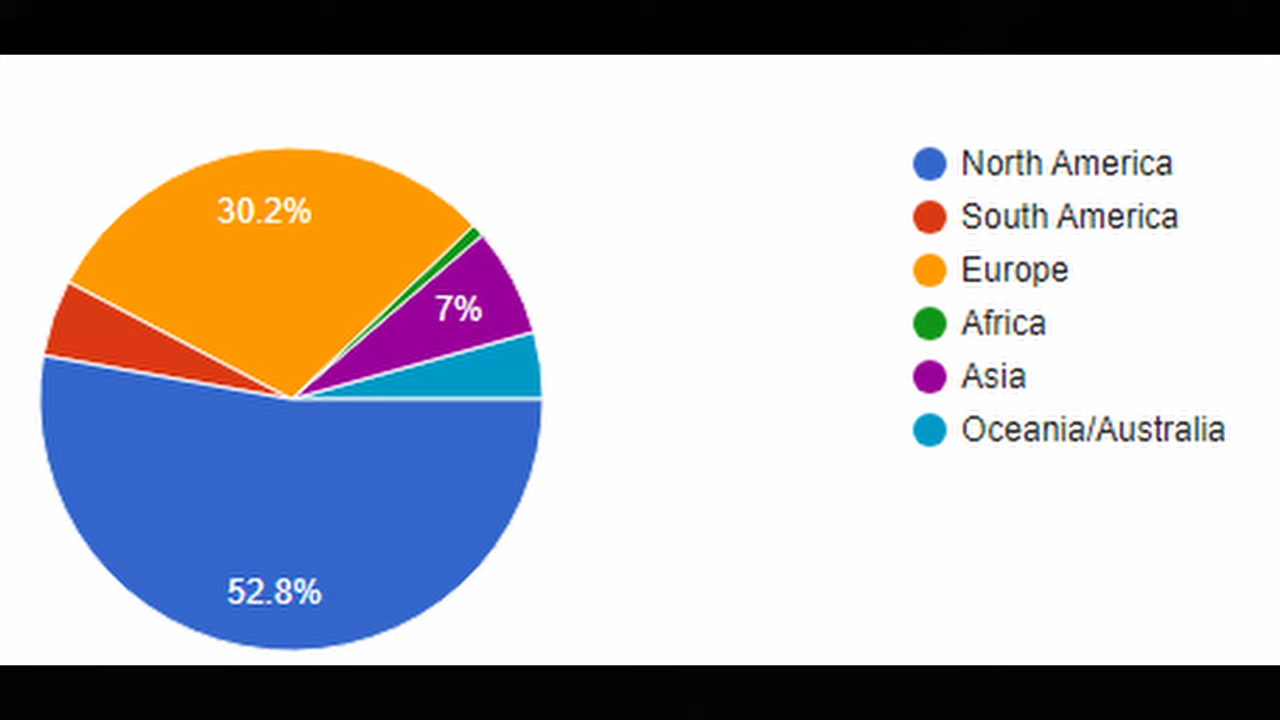 30.2%
7%
52.8%
North America
South America
Europe
Africa
Asia
Oceania/Australia